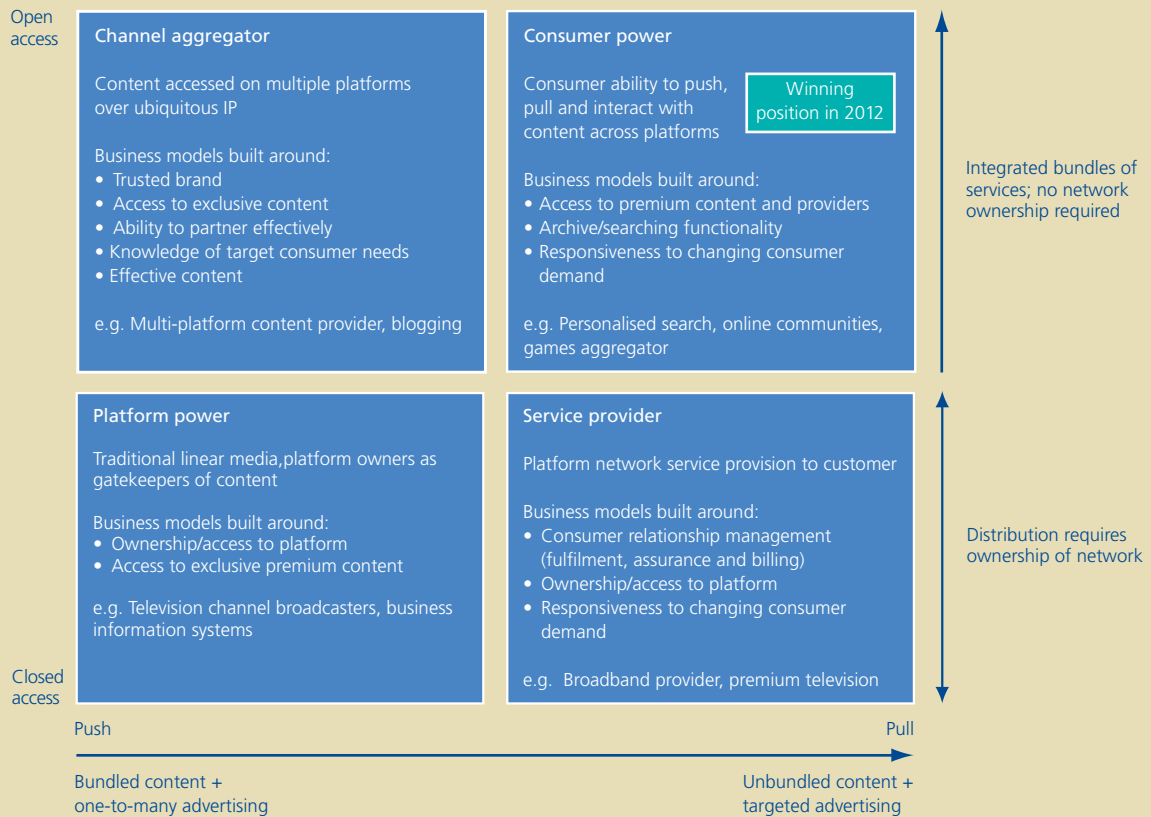 Open
access
Channel aggregator
Content accessed on multiple platforms
over ubiquitous IP
Business models built around:
• Trusted brand
• Access to exclusive content
• Ability to partner effectively
• Knowledge of target consumer needs
• Effective content
e.g. Multi-platform content provider, blogging
Consumer power
Consumer ability to push,
pull and interact with
content across platforms
Winning
position in 2012
Business models built around:
• Access to premium content and providers
• Archive/searching functionality
• Responsiveness to changing consumer
demand
e.g. Personalised search, online communities,
games aggregator
Integrated bundles of
services; no network
ownership required
Platform power
Traditional linear media,platform owners as
gatekeepers of content
Business models built around:
• Ownership/access to platform
• Access to exclusive premium content
e.g. Television channel broadcasters, business
information systems
Service provider
Platform network service provision to customer
Business models built around:
• Consumer relationship management
(fulfilment, assurance and billing)
• Ownership/access to platform
• Responsiveness to changing consumer
demand
e.g. Broadband provider, premium television
Distribution requires
ownership of network
Closed
access
Push
Pull
Bundled content +
one-to-many advertising
Unbundled content +
targeted advertising